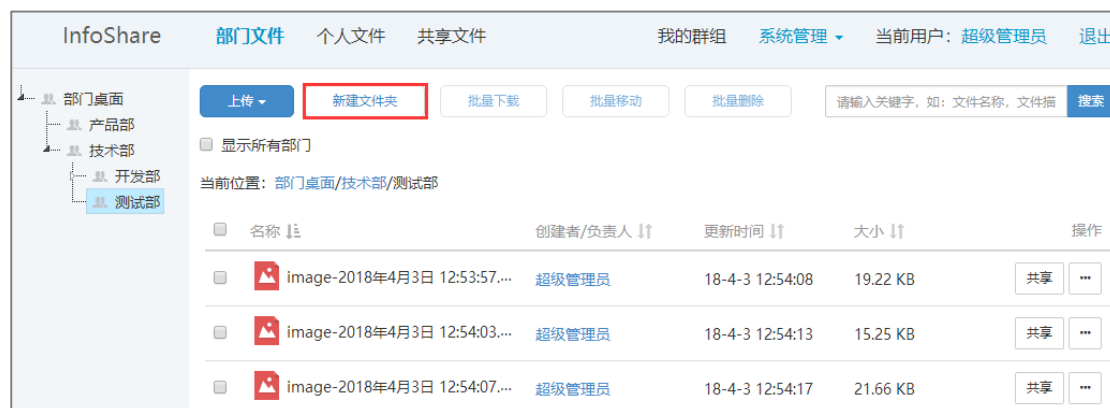 InfoShare 部门文件 个人文件 共享文件 我的群组 系统管理 当前用户：超级管理员 退出
部门桌面
产品部
技术部
开发部
测试部
上传 新建文件夹 批量下载 批量移动 批量删除 请输入关键字，如：文件名称，文件描 搜索
显示所有部门
当前位置：部门桌面/技术部/测试部
名称 创建者/负责人 更新时间 大小 操作
image-2018年4月3日 12:53:57.... 超级管理员 18-4-3 12:54:08 19.22 KB 共享 ...
image-2018年4月3日 12:54:03.... 超级管理员 18-4-3 12:54:13 15.25 KB 共享 ...
image-2018年4月3日 12:54:07.... 超级管理员 18-4-3 12:54:17 21.66 KB 共享 ...